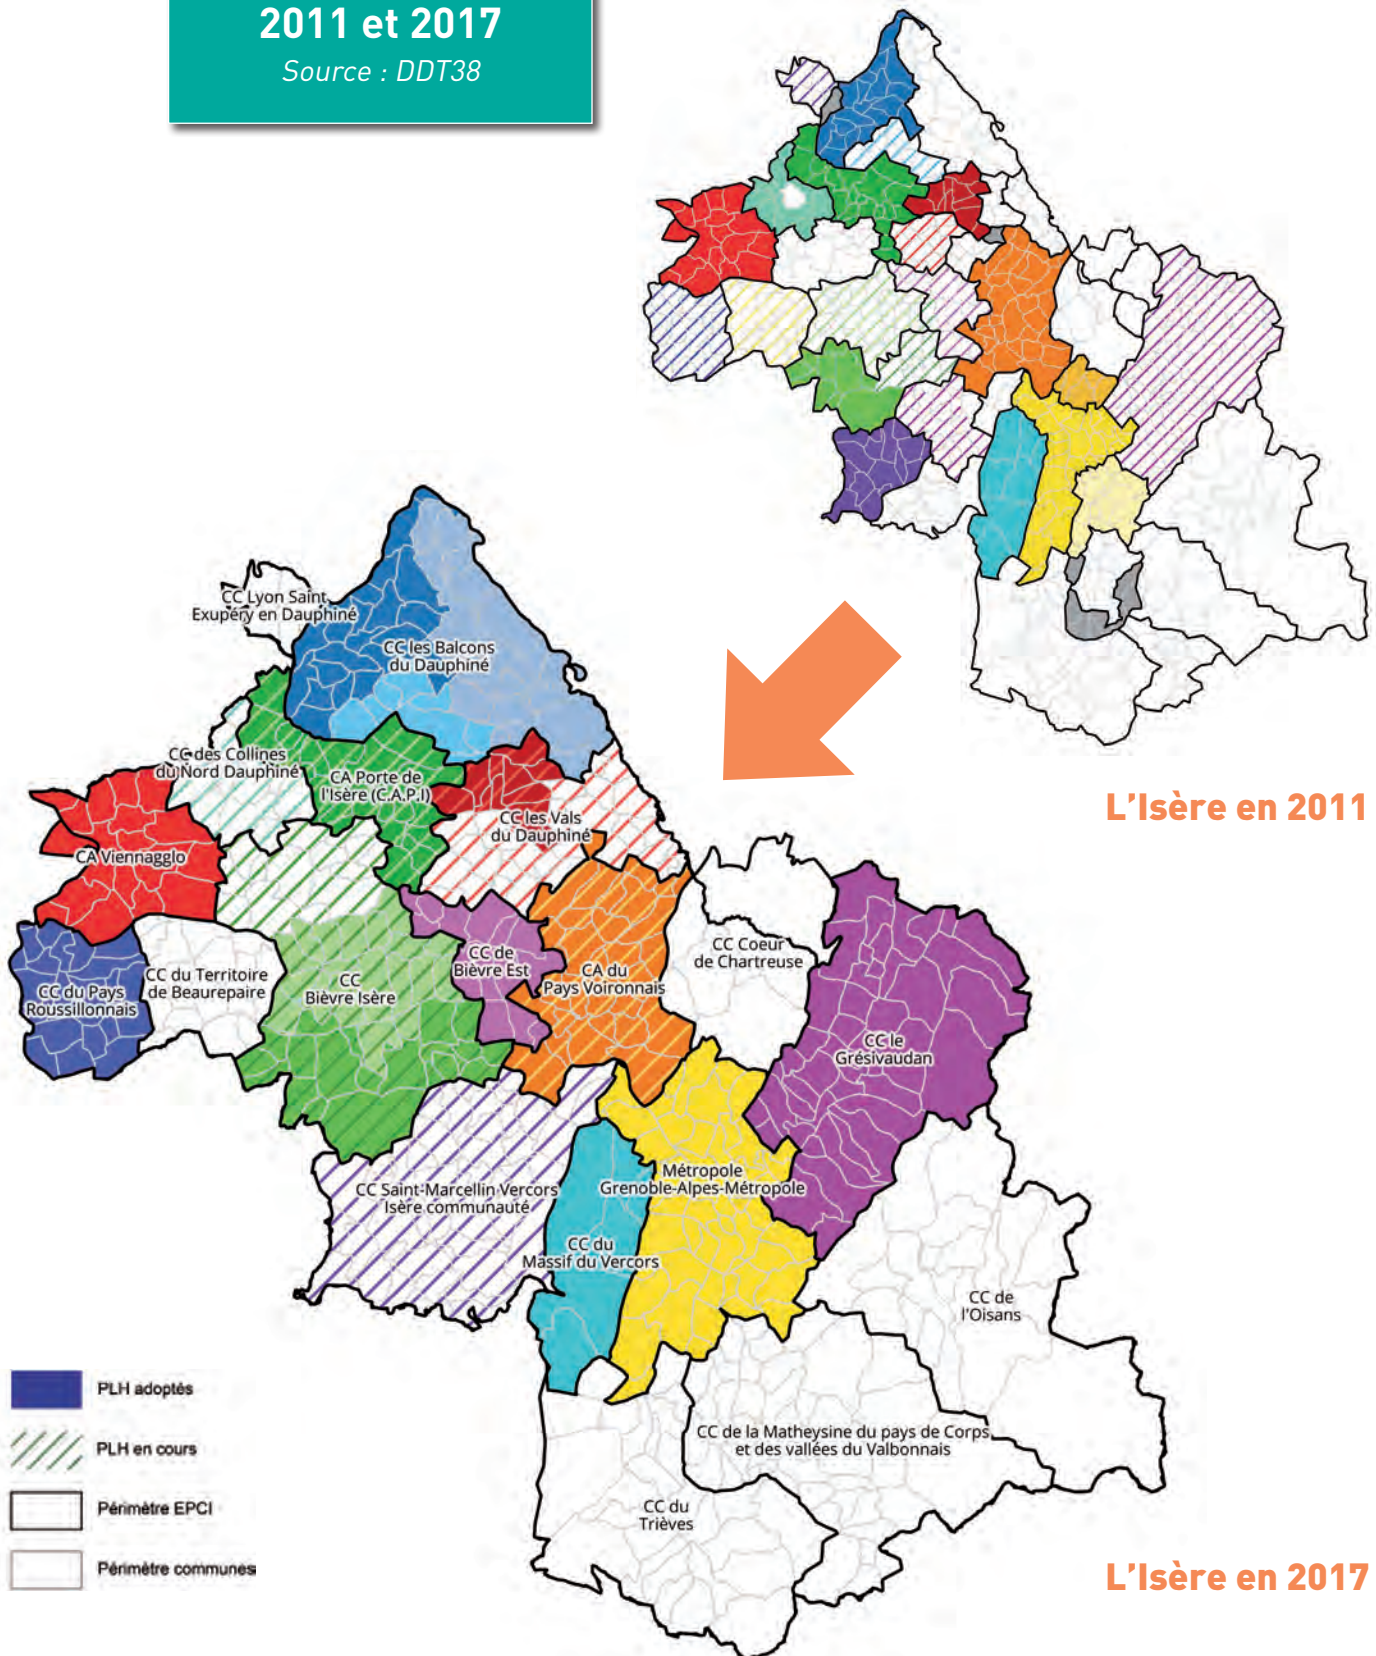 2011 et 2017
Source : DDT38
L'Isère en 2011
CC Lyon Saint
Exupéry en Dauphiné
CC les Balcons
du Dauphiné
CC des Collines
du Nord Dauphiné
CA Porte de
l'Isère (C.A.P.I)
CC les Vals
du Dauphiné
CA Viennagglo
CC du Pays
Roussillonnais
CC du Territoire
de Beaurepaire
CC
Bièvre Isère
CC de
Bièvre Est
CA du
Pays Voironnais
CC Coeur
de Chartreuse
CC le
Grésivaudan
CC Saint-Marcellin Vercors
Isère communauté
Métropole
Grenoble-Alpes-Métropole
CC du
Massif du Vercors
CC de
l'Oisans
CC de la Matheysine du pays de Corps
et des vallées du Valbonnais
CC du
Trièves
PLH adoptés
PLH en cours
Périmètre EPCI
Périmètre communes
L'Isère en 2017